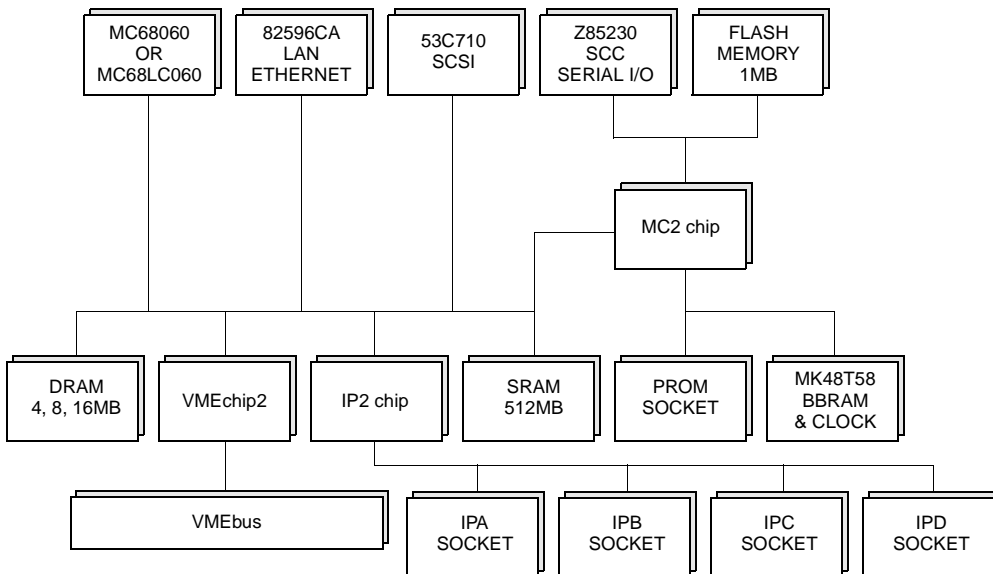 MC68060
OR
MC68LC060
82596CA
LAN
ETHERNET
53C710
SCSI
Z85230
SCC
SERIAL I/O
FLASH
MEMORY
1MB
MC2 chip
DRAM
4, 8, 16MB
VMEchip2
IP2 chip
SRAM
512MB
PROM
SOCKET
MK48T58
BBRAM
& CLOCK
VMEbus
IPA
SOCKET
IPB
SOCKET
IPC
SOCKET
IPD
SOCKET